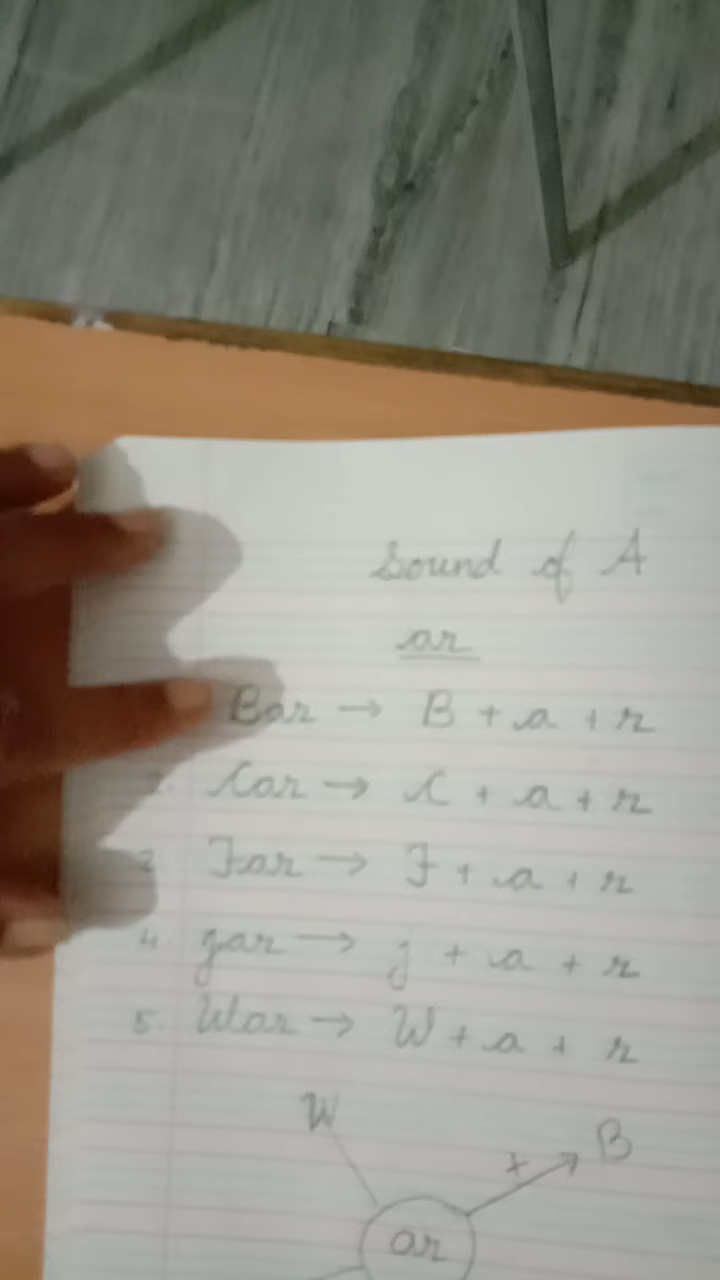 Sound of A
ar
Bar → B + a + r
2. Car → C + a + r
3. Far → F + a + r
4. jar → j + a + r
5. War → W + a + r
W
+ B
ar